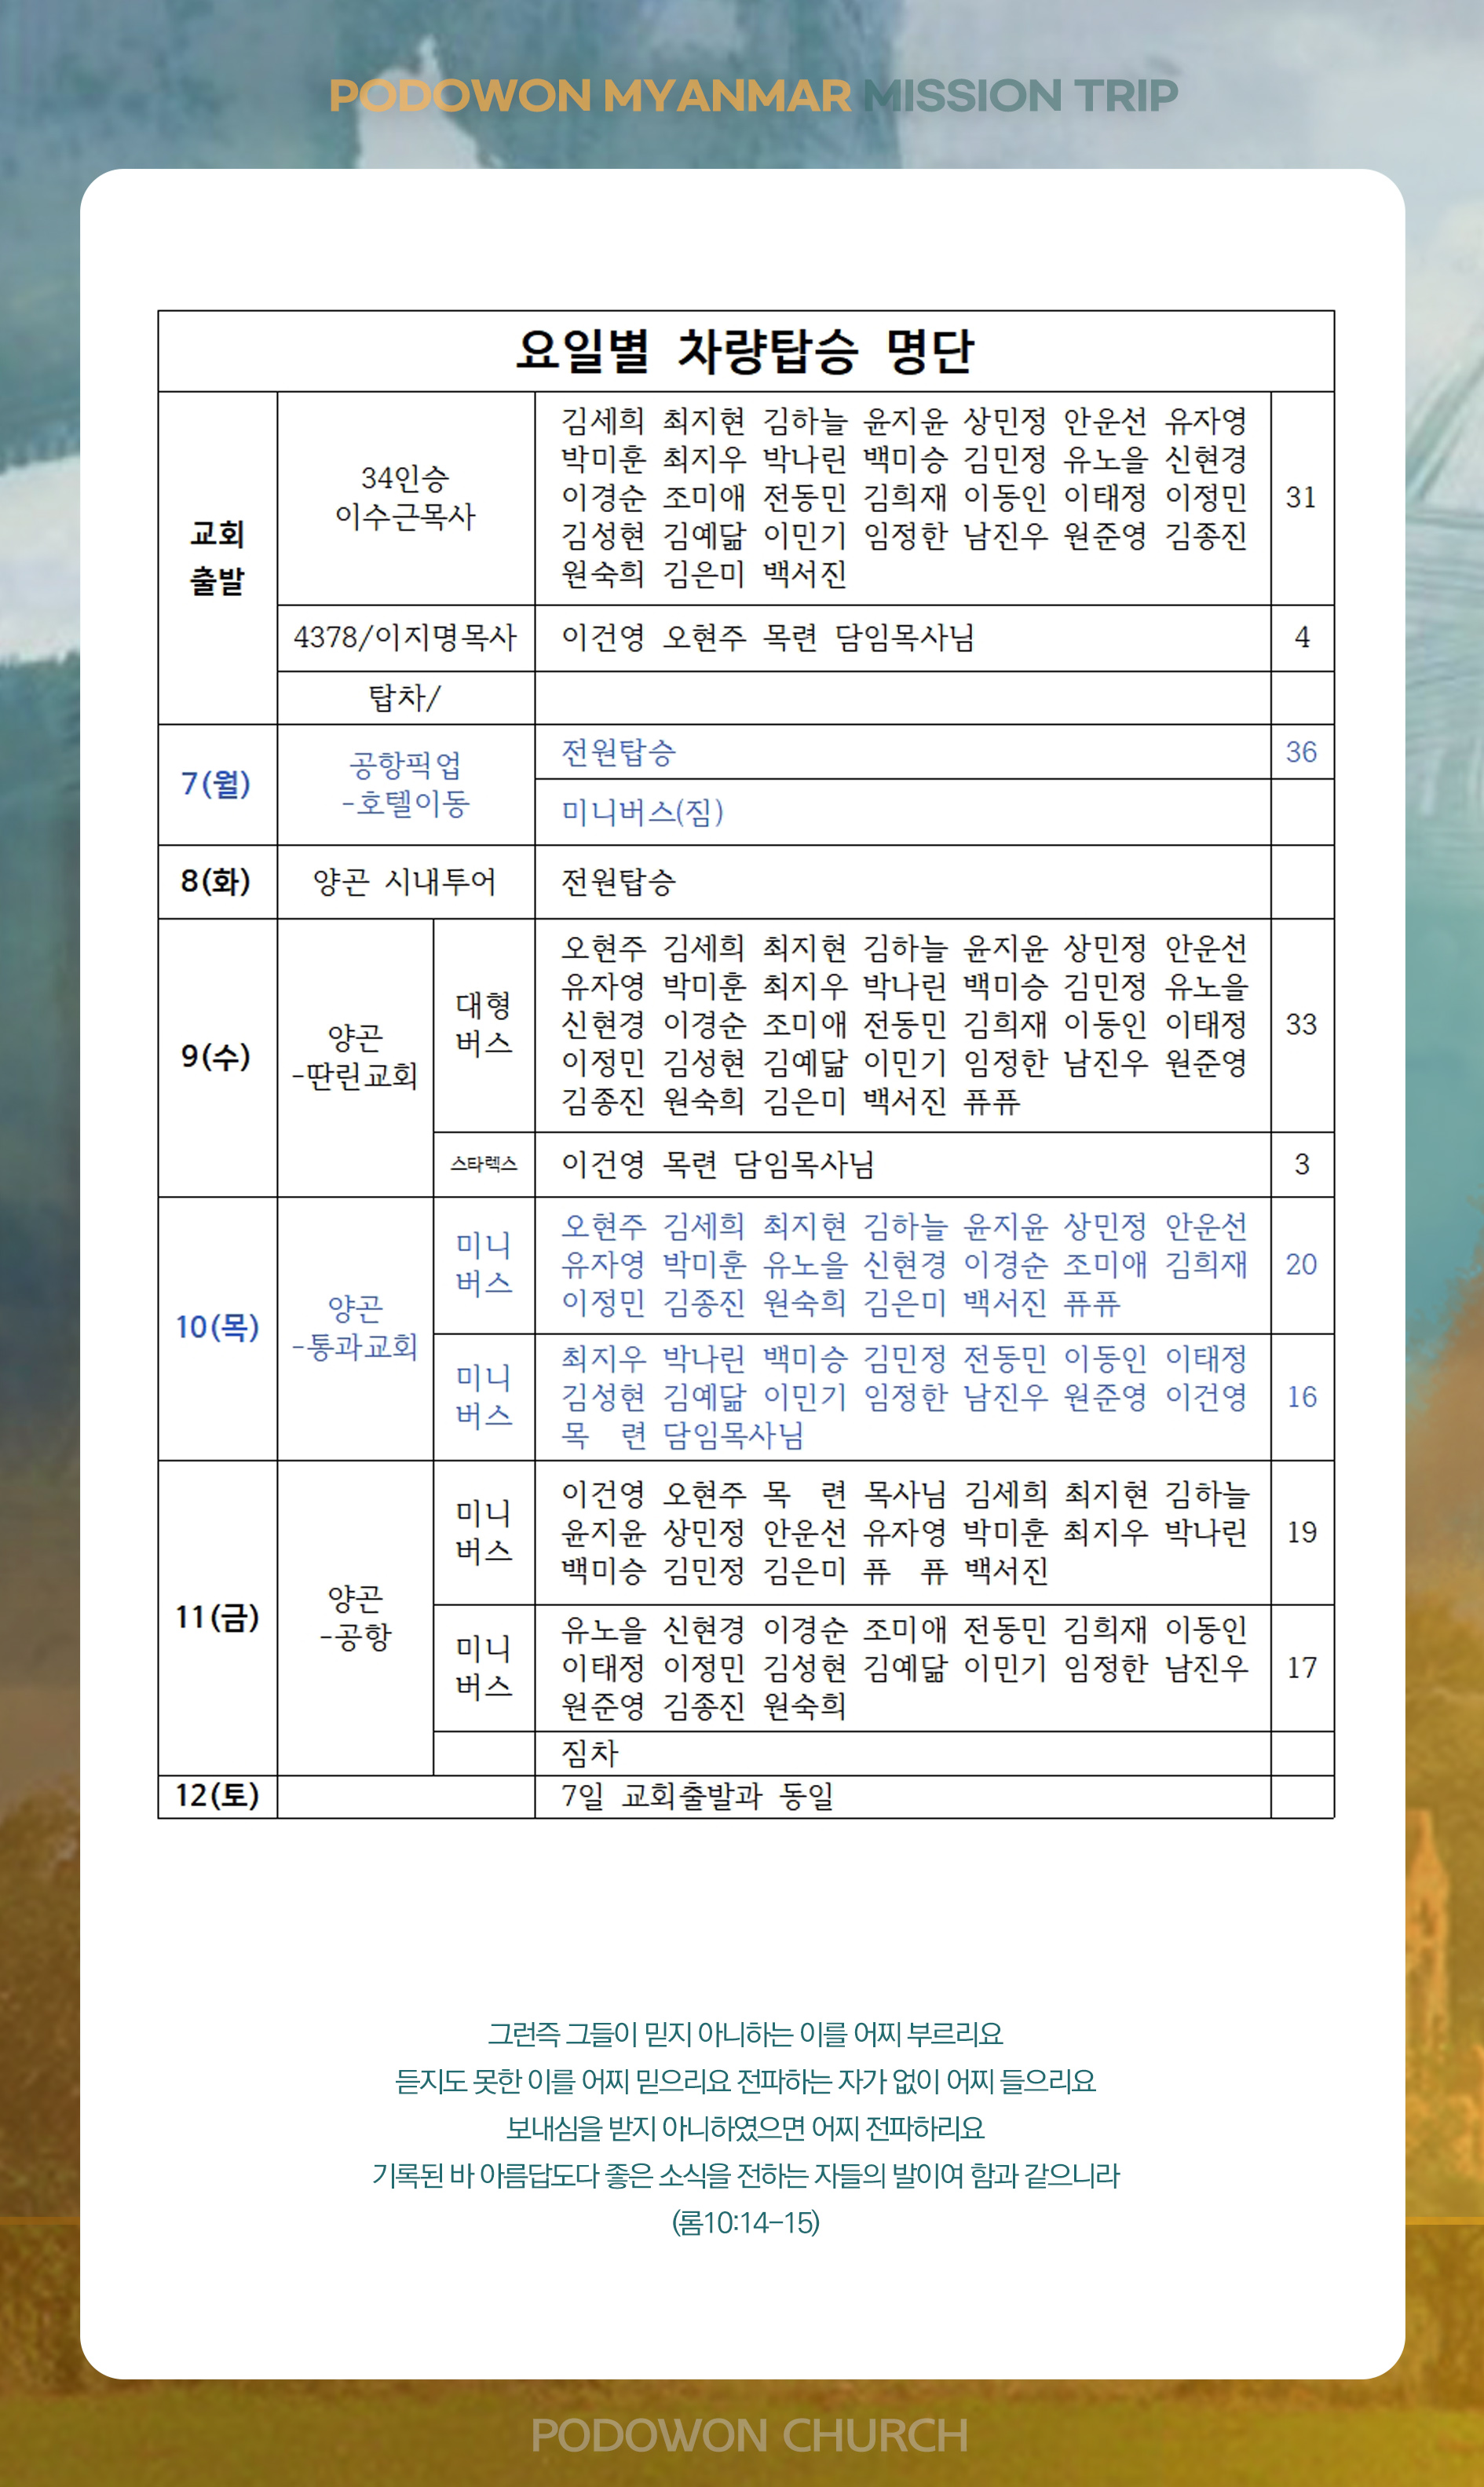 PODOWON MYANMAR MISSION TRIP
요일별 차량탑승 명단
교회
출발
34인승
이수근목사
김세희 최지현 김하늘 윤지윤 상민정 안운선 유자영
박미훈 최지우 박나린 백미승 김민정 유노을 신현경
이경순 조미애 전동민 김희재 이동인 이태정 이정민
김성현 김예닮 이민기 임정한 남진우 원준영 김종진
원숙희 김은미 백서진
31
4378/이지명목사
이건영 오현주 목련 담임목사님
4
탑차/
7(월)
공항픽업
-호텔이동
전원탑승
36
미니버스(짐)
8(화)
양곤 시내투어
전원탑승
9(수)
양곤
-딴린교회
대형
버스
오현주 김세희 최지현 김하늘 윤지윤 상민정 안운선
유자영 박미훈 최지우 박나린 백미승 김민정 유노을
신현경 이경순 조미애 전동민 김희재 이동인 이태정
이정민 김성현 김예닮 이민기 임정한 남진우 원준영
김종진 원숙희 김은미 백서진 퓨퓨
33
스타렉스
이건영 목련 담임목사님
3
10(목)
양곤
-통과교회
미니
버스
오현주 김세희 최지현 김하늘 윤지윤 상민정 안운선
유자영 박미훈 유노을 신현경 이경순 조미애 김희재
이정민 김종진 원숙희 김은미 백서진 퓨퓨
20
미니
버스
최지우 박나린 백미승 김민정 전동민 이동인 이태정
김성현 김예닮 이민기 임정한 남진우 원준영 이건영
목 련 담임목사님
16
11(금)
양곤
-공항
미니
버스
이건영 오현주 목 련 목사님 김세희 최지현 김하늘
윤지윤 상민정 안운선 유자영 박미훈 최지우 박나린
백미승 김민정 김은미 퓨 퓨 백서진
19
미니
버스
유노을 신현경 이경순 조미애 전동민 김희재 이동인
이태정 이정민 김성현 김예닮 이민기 임정한 남진우
원준영 김종진 원숙희
17
짐차
12(토)
7일 교회출발과 동일
그런즉 그들이 믿지 아니하는 이를 어찌 부르리요
듣지도 못한 이를 어찌 믿으리요 전파하는 자가 없이 어찌 들으리요
보내심을 받지 아니하였으면 어찌 전파하리요
기록된 바 아름답도다 좋은 소식을 전하는 자들의 발이여 함과 같으니라
(롬10:14-15)
PODOWON CHURCH